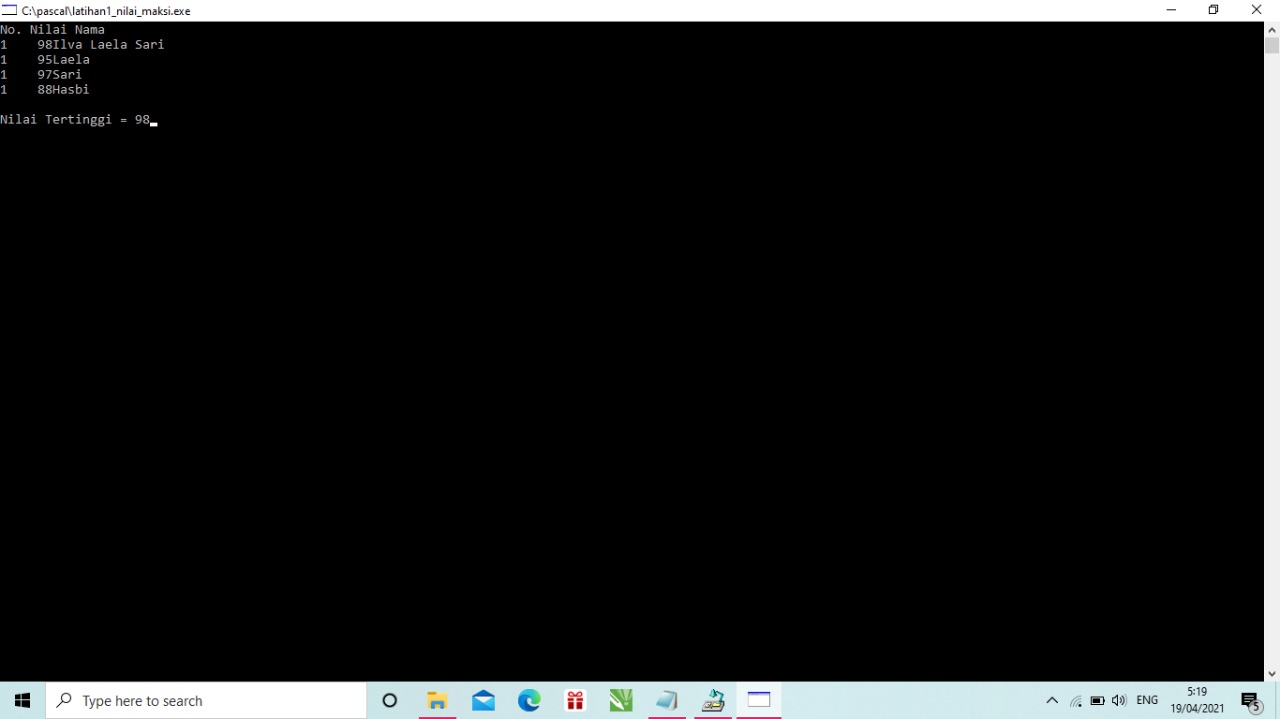 C:\pascal\latihan1_nilai_maksi.exe
No. Nilai Nama
1    98Ilva Laela Sari
1    95Laela
1    97Sari
1    88Hasbi
Nilai Tertinggi = 98
Type here to search
ENG
5:19
19/04/2021
5